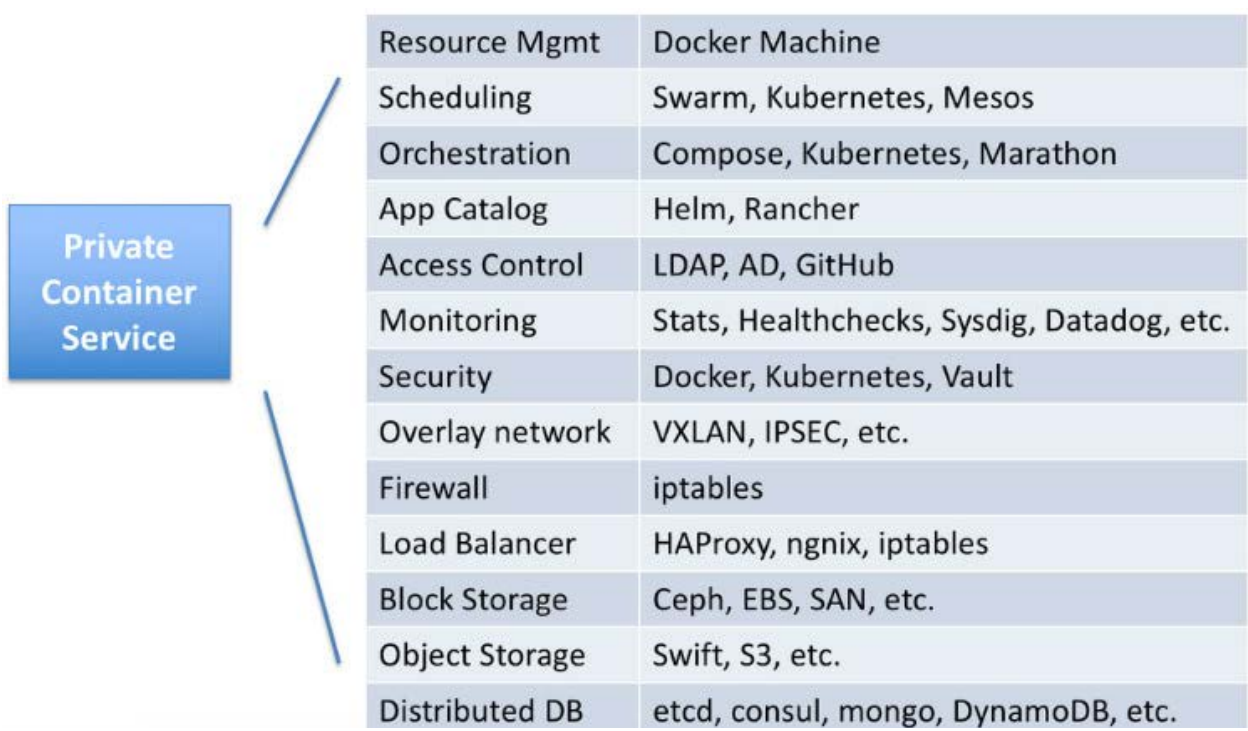 Private
Container
Service
Resource Mgmt Docker Machine
Scheduling Swarm, Kubernetes, Mesos
Orchestration Compose, Kubernetes, Marathon
App Catalog Helm, Rancher
Access Control LDAP, AD, GitHub
Monitoring Stats, Healthchecks, Sysdig, Datadog, etc.
Security Docker, Kubernetes, Vault
Overlay network VXLAN, IPSEC, etc.
Firewall iptables
Load Balancer HAProxy, ngnix, iptables
Block Storage Ceph, EBS, SAN, etc.
Object Storage Swift, S3, etc.
Distributed DB etcd, consul, mongo, DynamoDB, etc.